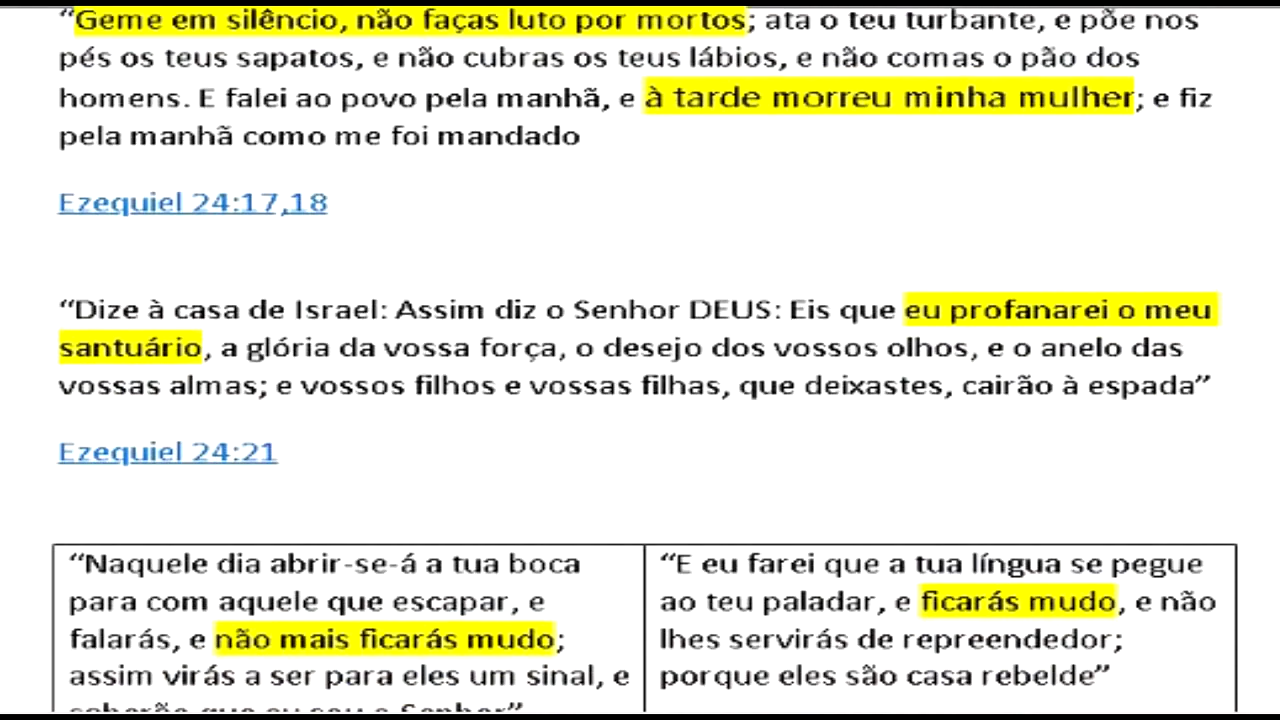 “Geme em silêncio, não faças luto por mortos; ata o teu turbante, e põe nos
pés os teus sapatos, e não cubras os teus lábios, e não comas o pão dos
homens. E falei ao povo pela manhã, e à tarde morreu minha mulher; e fiz
pela manhã como me foi mandado
Ezequiel 24:17,18
“Dize à casa de Israel: Assim diz o Senhor DEUS: Eis que eu profanarei o meu
santuário, a glória da vossa força, o desejo dos vossos olhos, e o anelo das
vossas almas; e vossos filhos e vossas filhas, que deixastes, cairão à espada”
Ezequiel 24:21
“Naquele dia abrir-se-á a tua boca
para com aquele que escapar, e
falarás, e não mais ficarás mudo;
assim virás a ser para eles um sinal, e
saberão que eu sou o Senhor”
“E eu farei que a tua língua se pegue
ao teu paladar, e ficarás mudo, e não
lhes servirás de repreendedor;
porque eles são casa rebelde”